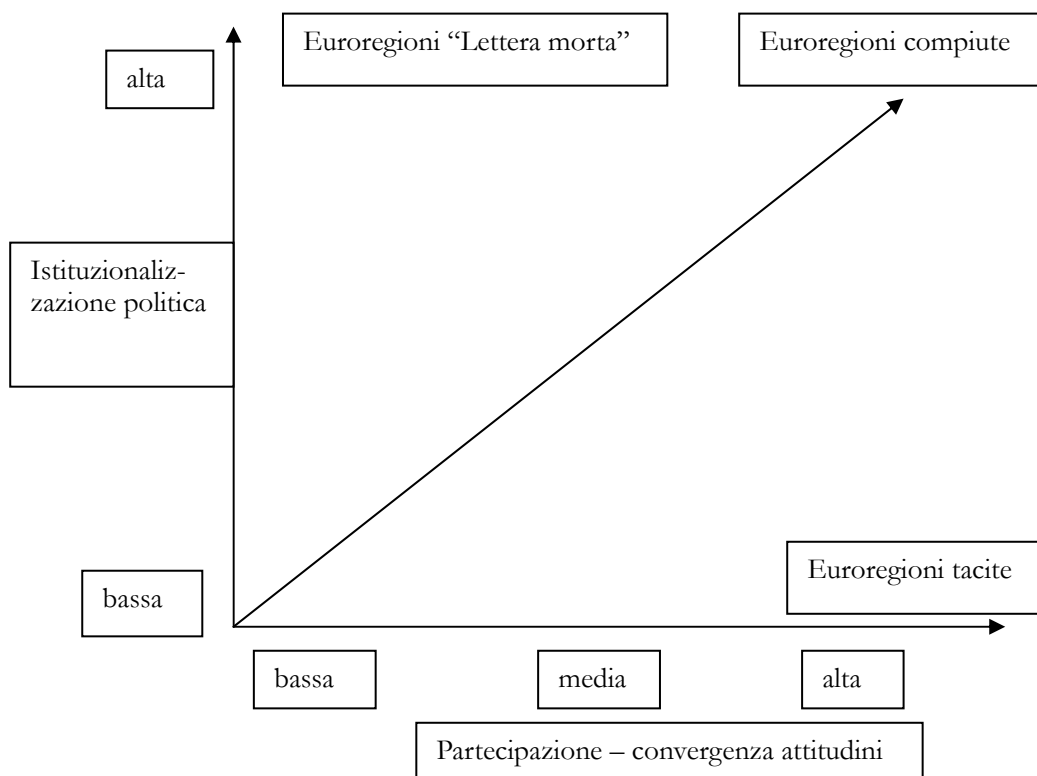 Euroregioni “Lettera morta”
Euroregioni compiute
alta
Istituzionaliz-
zazione politica
Euroregioni tacite
bassa
bassa
media
alta
Partecipazione – convergenza attitudini